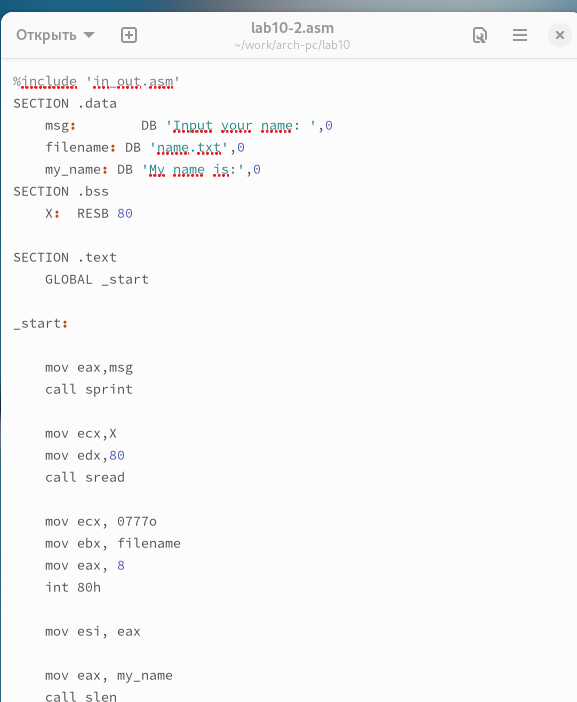 Открыть
lab10-2.asm
~/work/arch-pc/lab10
%include 'in_out.asm'
SECTION .data
    msg:        DB 'Input your name: ',0
    filename: DB 'name.txt',0
    my_name: DB 'My name is:',0
SECTION .bss
    X:  RESB 80

SECTION .text
    GLOBAL _start

_start:

    mov eax,msg
    call sprint

    mov ecx,X
    mov edx,80
    call sread

    mov ecx, 0777o
    mov ebx, filename
    mov eax, 8
    int 80h

    mov esi, eax

    mov eax, my_name
    call slen